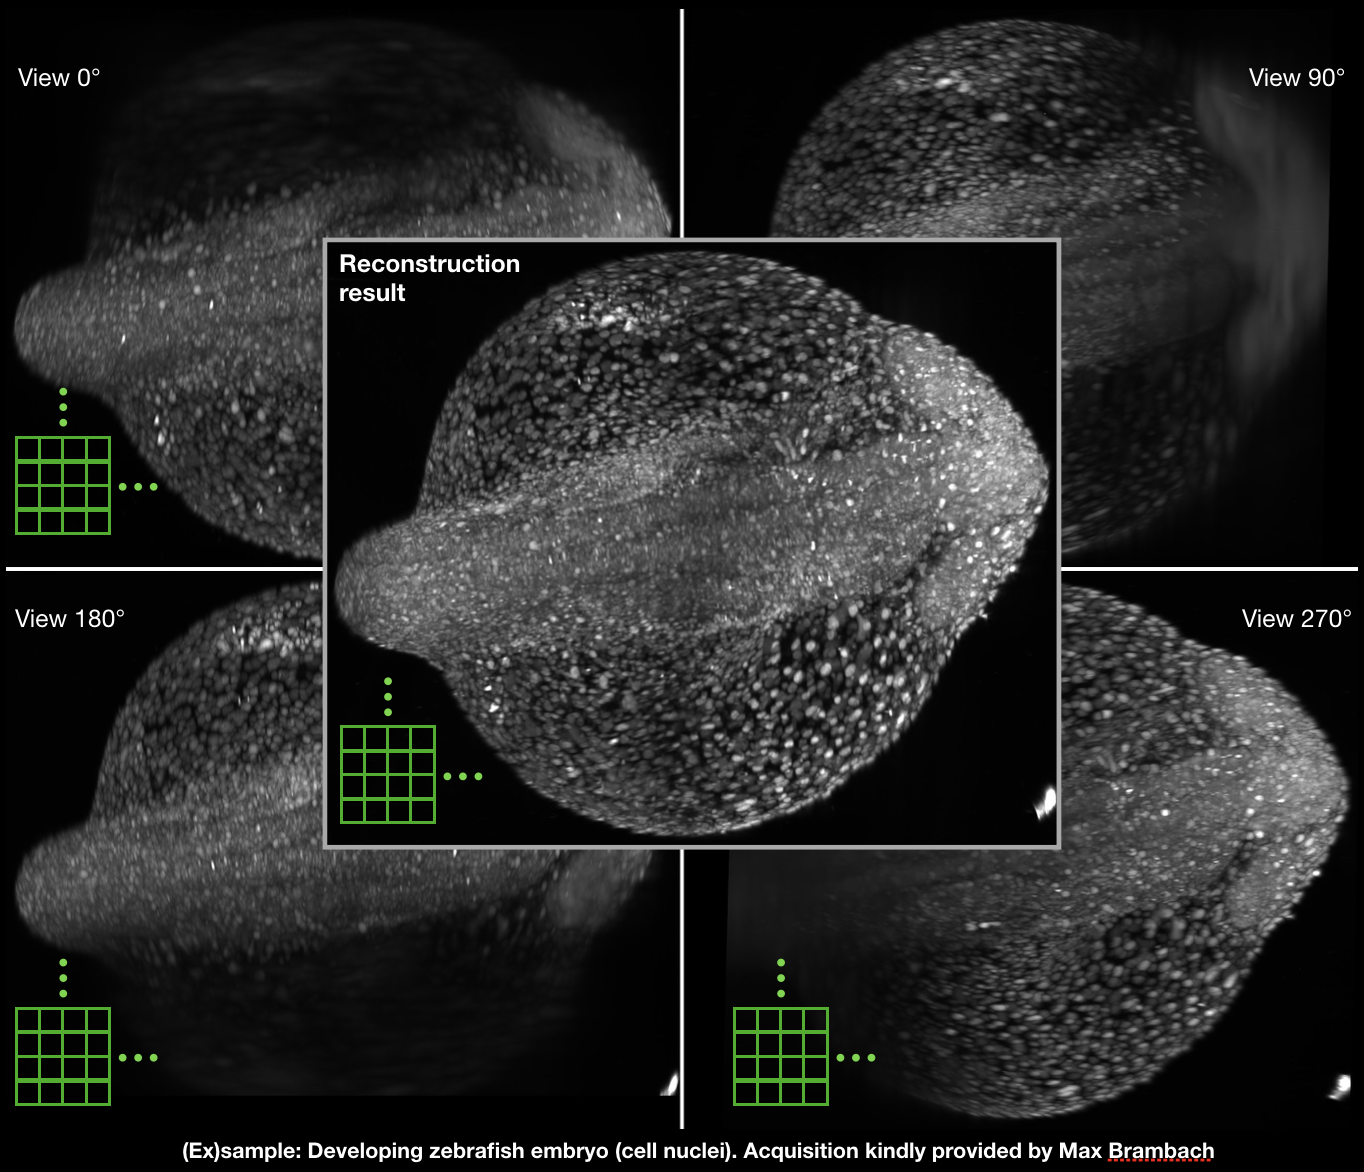 View 0°
View 90°
Reconstruction
result
View 180°
View 270°
(Ex)sample: Developing zebrafish embryo (cell nuclei). Acquisition kindly provided by Max Brambach